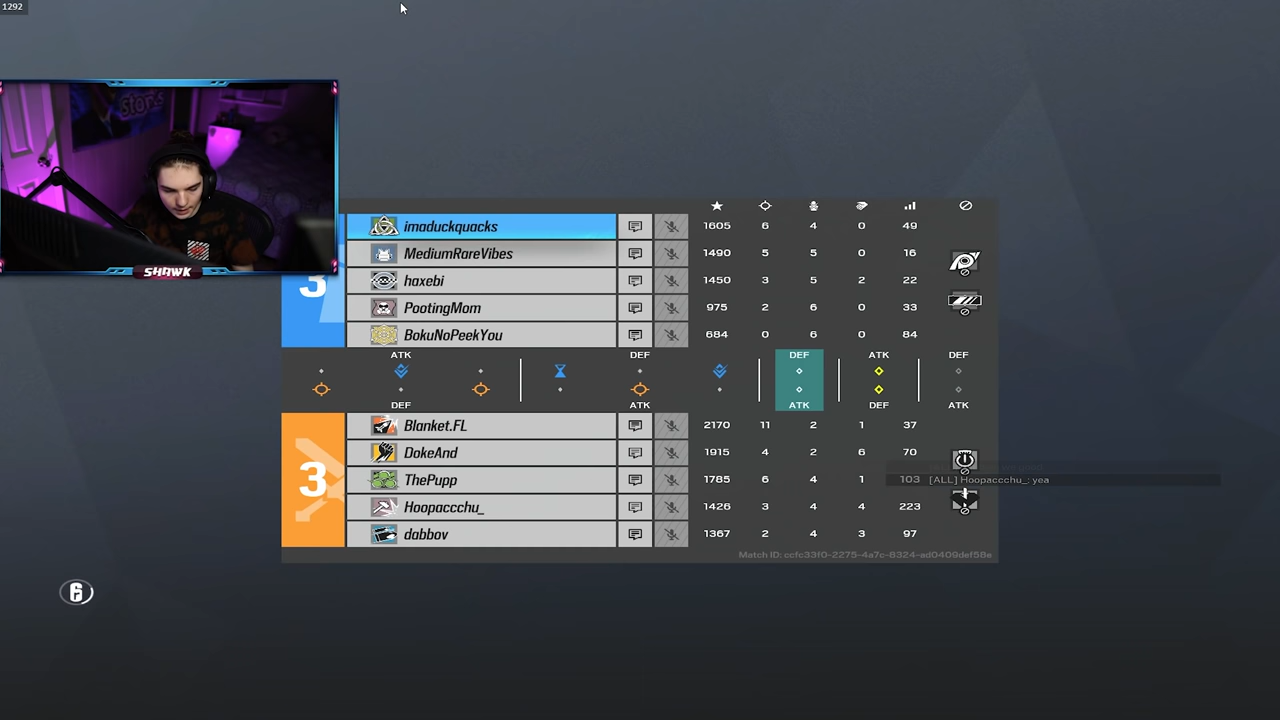 1292
stors
SHAWK
imaduckquacks 1605 6 4 0 49
MediumRareVibes 1490 5 5 0 16
haxebi 1450 3 5 2 22
PootingMom 975 2 6 0 33
BokuNoPeekYou 684 0 6 0 84
3
ATK DEF DEF ATK DEF
DEF ATK ATK DEF ATK
3
Blanket.FL 2170 11 2 1 37
DokeAnd 1915 4 2 6 70
ThePupp 1785 6 4 1 103
[ALL] Hoopaccchu_: yea
Hoopaccchu_ 1426 3 4 4 223
dabbov 1367 2 4 3 97
Match ID: ccfc33f0-2275-4a7c-8324-ad0409def58e
6